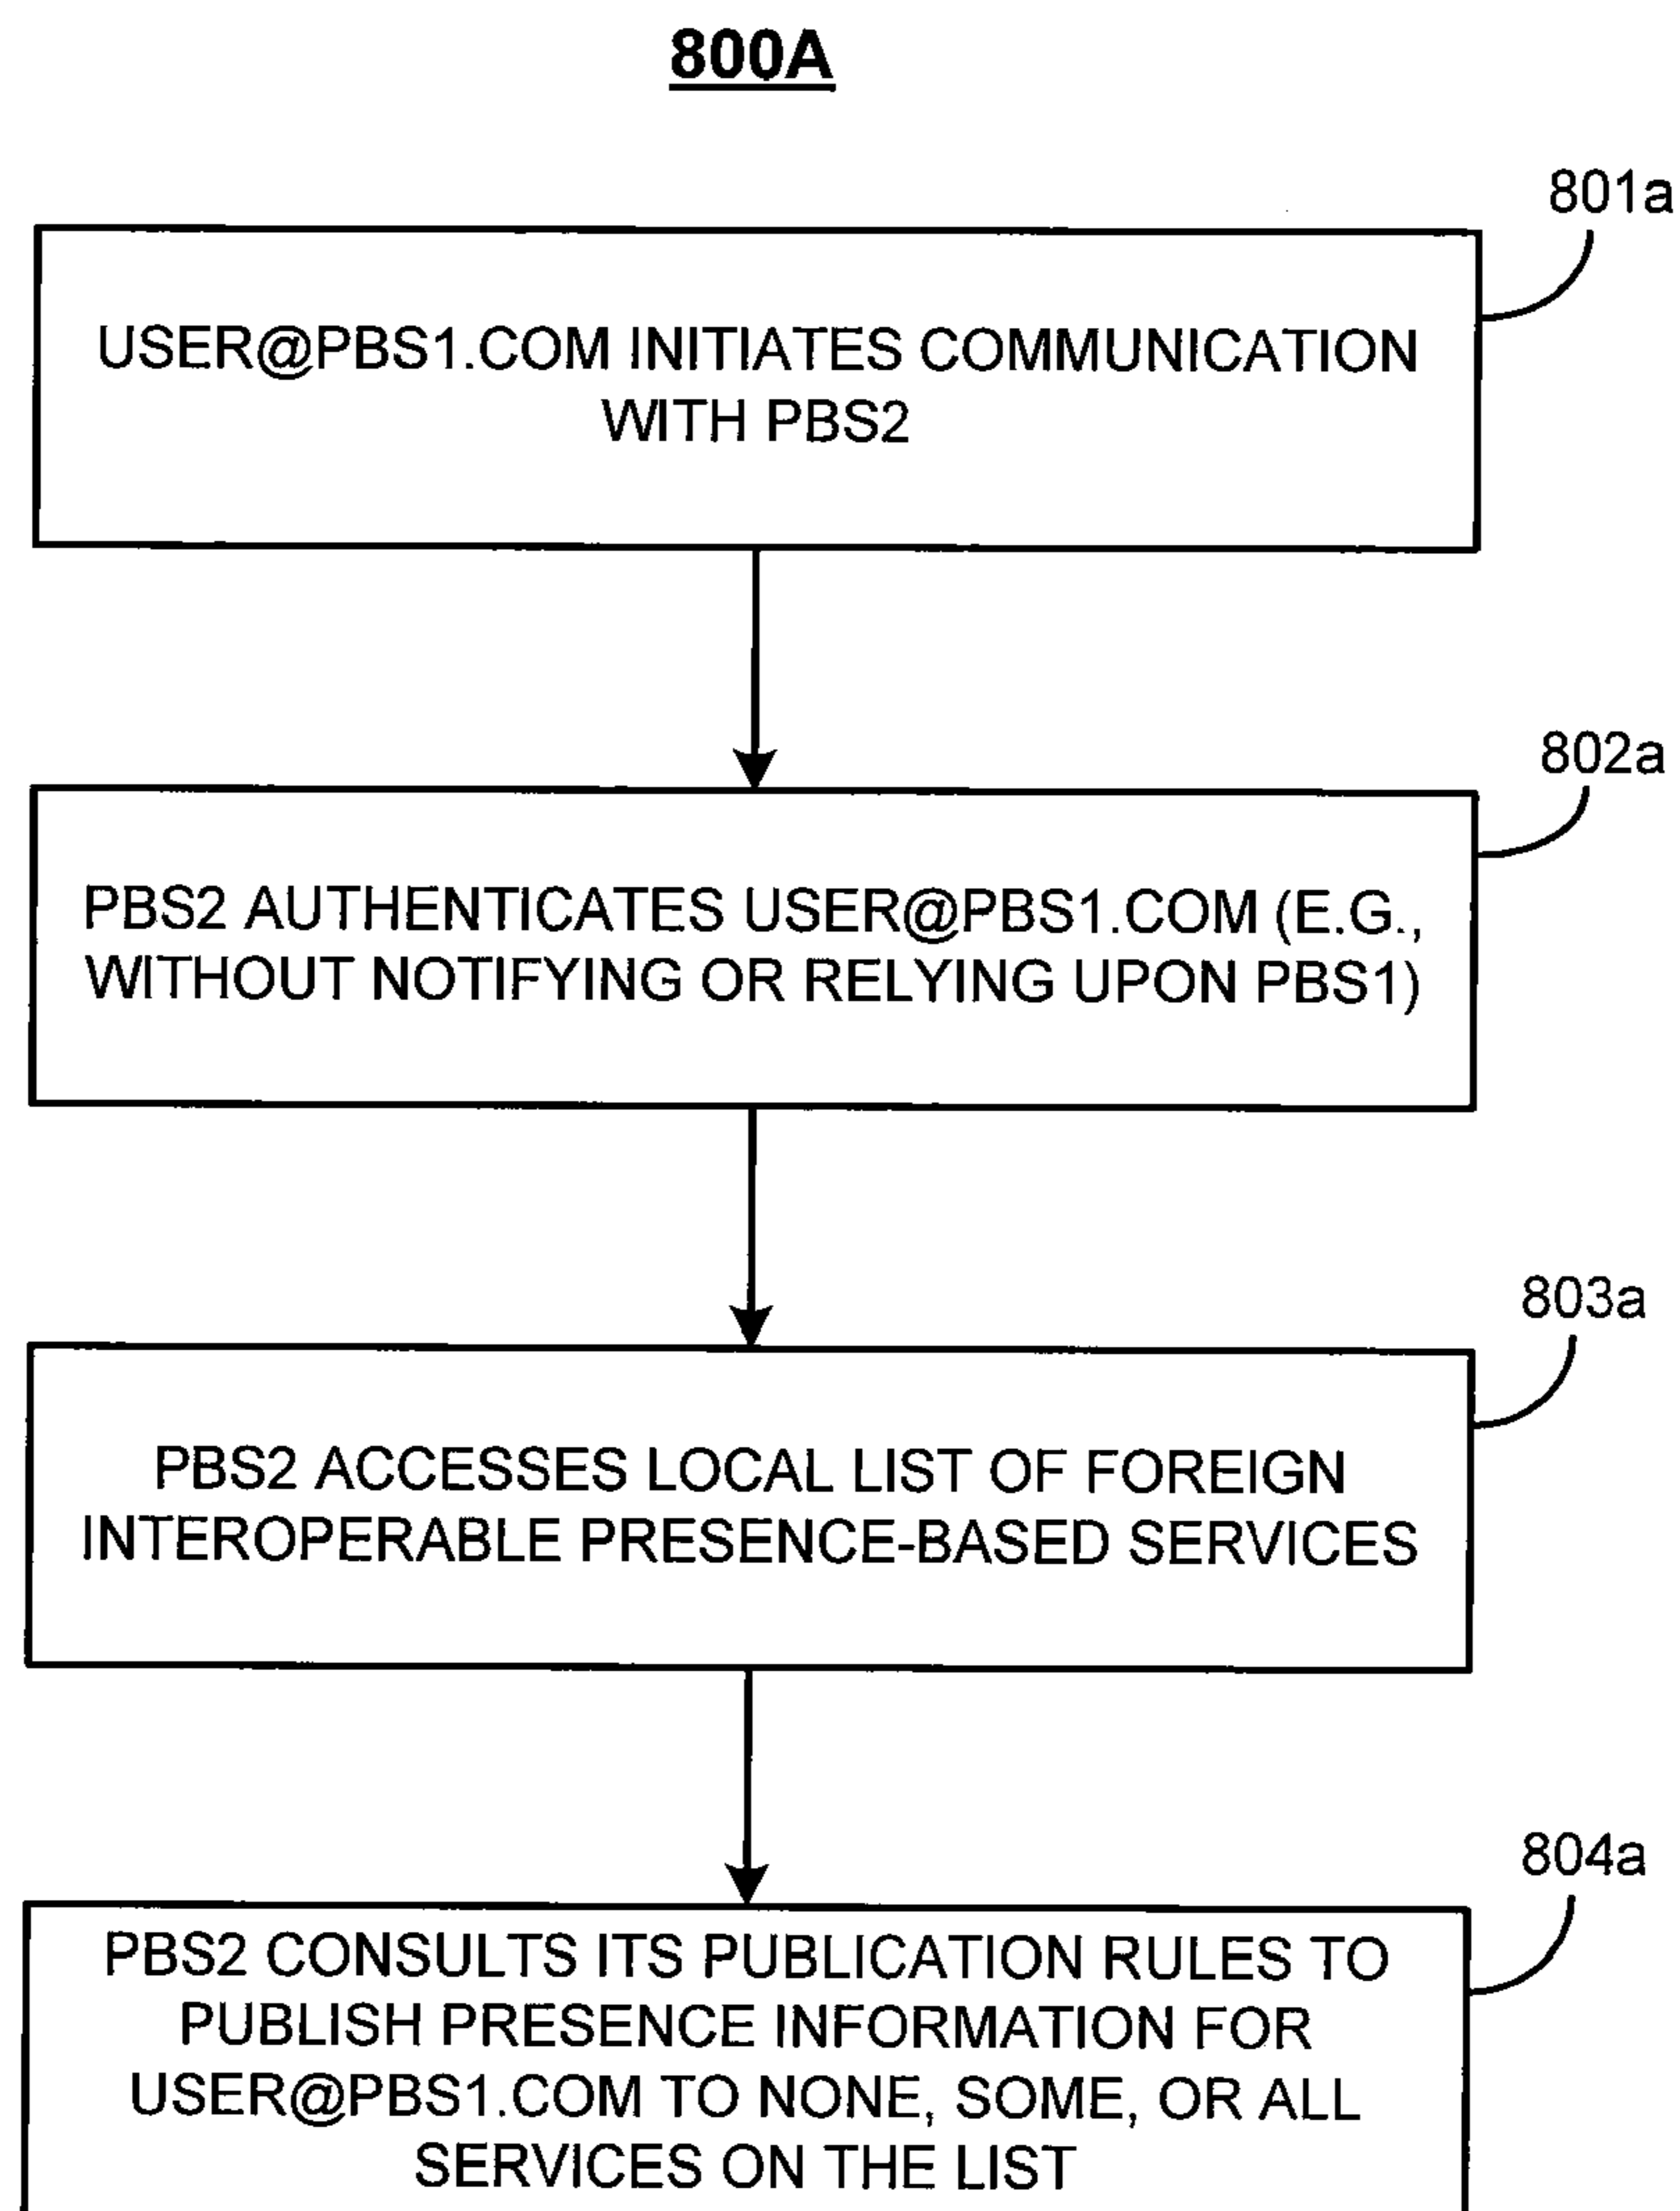 800A
801a
USER@PBS1.COM INITIATES COMMUNICATION
WITH PBS2
802a
PBS2 AUTHENTICATES USER@PBS1.COM (E.G.,
WITHOUT NOTIFYING OR RELYING UPON PBS1)
803a
PBS2 ACCESSES LOCAL LIST OF FOREIGN
INTEROPERABLE PRESENCE-BASED SERVICES
804a
PBS2 CONSULTS ITS PUBLICATION RULES TO
PUBLISH PRESENCE INFORMATION FOR
USER@PBS1.COM TO NONE, SOME, OR ALL
SERVICES ON THE LIST